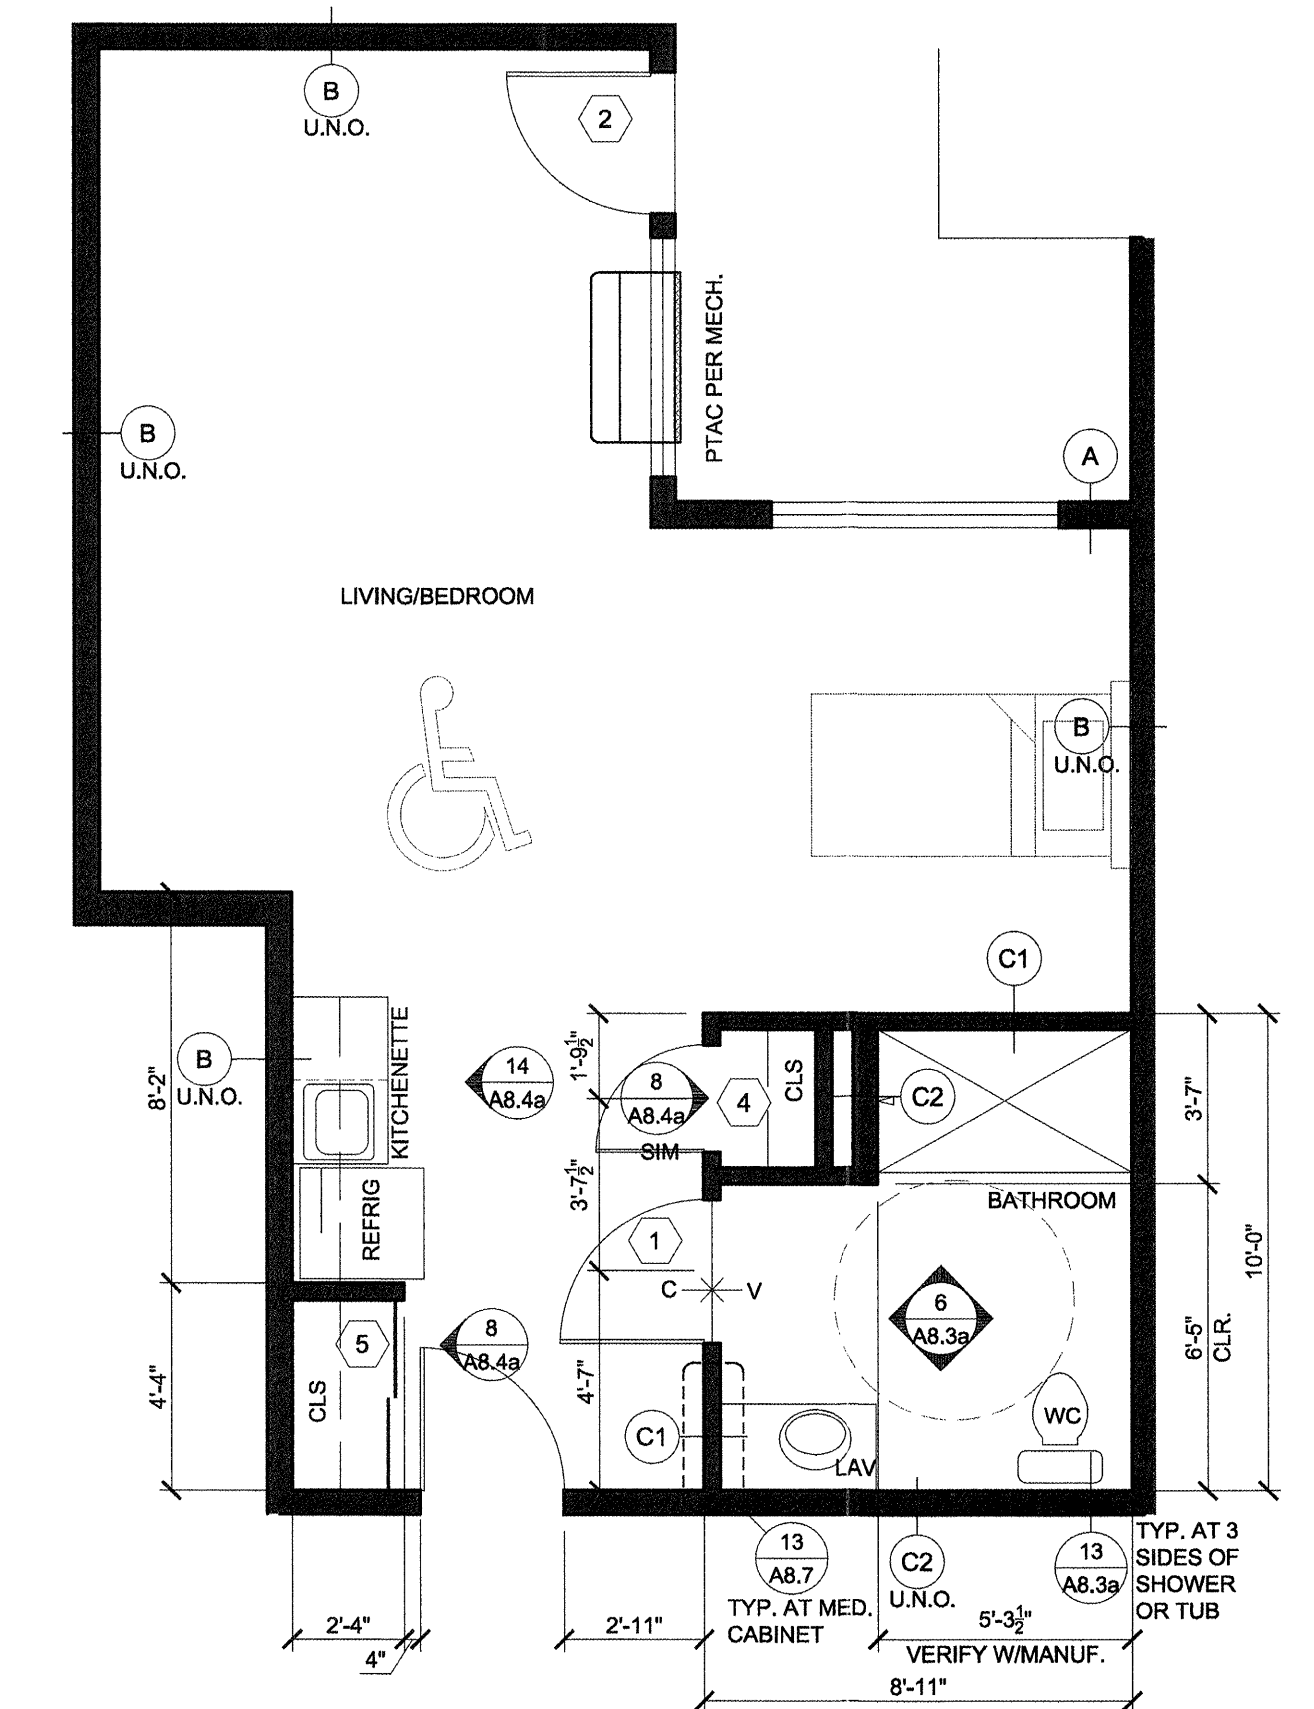 B
U.N.O.
2
PTAC PER MECH.
B
U.N.O.
A
LIVING/BEDROOM
B
U.N.O.
C1
B
U.N.O.
8'-2"
KITCHENETTE
14
A8.4a
1'-9½"
8
A8.4a
SIM
4
CLS
C2
3'-7"
REFRIG
3'-7½"
BATHROOM
1
C
V
6
A8.3a
10'-0"
6'-5"
CLR.
5
8
A8.4a
4'-4"
CLS
4'-7"
C1
LAV
WC
13
A8.7
TYP. AT MED.
CABINET
C2
U.N.O.
13
A8.3a
TYP. AT 3
SIDES OF
SHOWER
OR TUB
2'-4"
4"
2'-11"
5'-3½"
VERIFY W/MANUF.
8'-11"